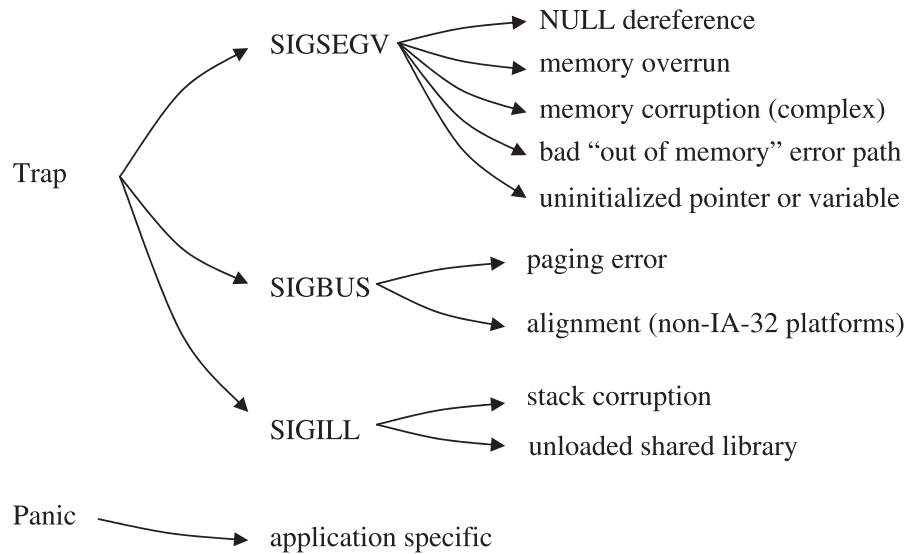 Trap
SIGSEGV
NULL dereference
memory overrun
memory corruption (complex)
bad “out of memory” error path
uninitialized pointer or variable
SIGBUS
paging error
alignment (non-IA-32 platforms)
SIGILL
stack corruption
unloaded shared library
Panic
application specific